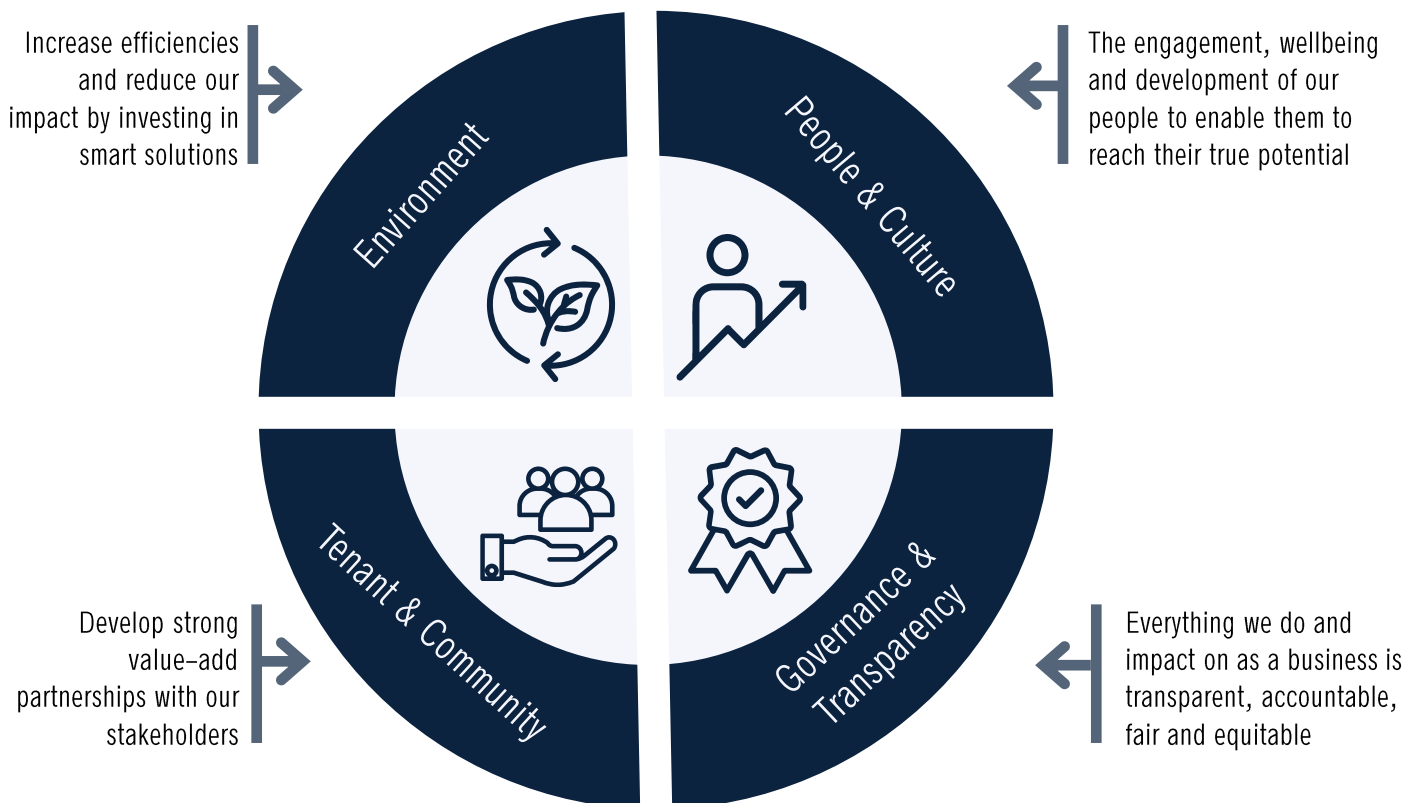 Increase efficiencies
and reduce our
impact by investing in
smart solutions
Environment
People & Culture
The engagement, wellbeing
and development of our
people to enable them to
reach their true potential
Develop strong
value–add
partnerships with our
stakeholders
Tenant & Community
Governance &
Transparency
Everything we do and
impact on as a business is
transparent, accountable,
fair and equitable